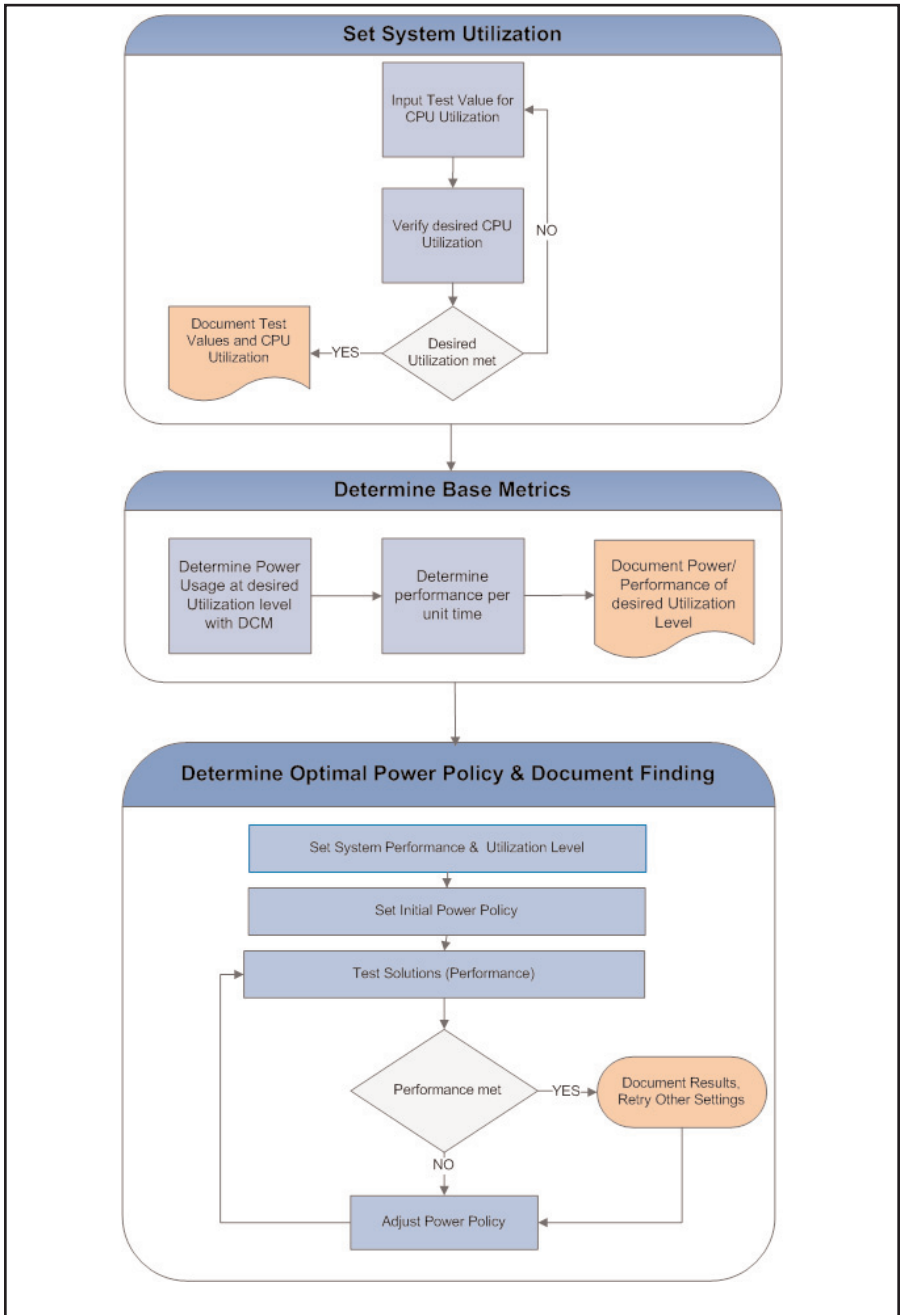 Set System Utilization
Input Test Value for
CPU Utilization
Verify desired CPU
Utilization
NO
Desired
Utilization met
YES
Document Test
Values and CPU
Utilization
Determine Base Metrics
Determine Power
Usage at desired
Utilization level
with DCM
Determine
performance per
unit time
Document Power/
Performance of
desired Utilization
Level
Determine Optimal Power Policy & Document Finding
Set System Performance & Utilization Level
Set Initial Power Policy
Test Solutions (Performance)
Performance met
YES
Document Results,
Retry Other Settings
NO
Adjust Power Policy